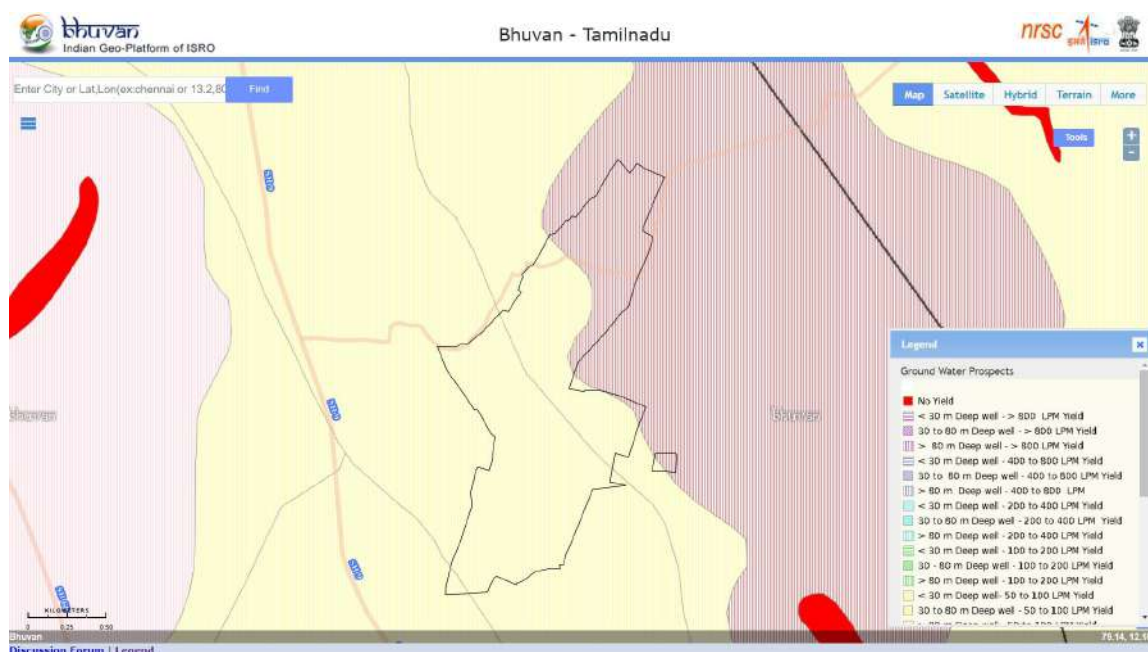 bhuvan
Indian Geo-Platform of ISRO
Bhuvan - Tamilnadu
nrsc
इसरो isro
Enter City or Lat,Lon(ex:chennai or 13.2,80
Find
Map
Satellite
Hybrid
Terrain
More
Tools
+
-
SH9
SH9
SH9
bhuvan
bhuvan
Legend
Ground Water Prospects
No Yield
< 30 m Deep well - > 800 LPM Yield
30 to 80 m Deep well - > 800 LPM Yield
> 80 m Deep well - > 800 LPM Yield
< 30 m Deep well - 400 to 800 LPM Yield
30 to 80 m Deep well - 400 to 800 LPM Yield
> 80 m Deep well - 400 to 800 LPM
< 30 m Deep well - 200 to 400 LPM Yield
30 to 80 m Deep well - 200 to 400 LPM Yield
> 80 m Deep well - 200 to 400 LPM Yield
< 30 m Deep well - 100 to 200 LPM Yield
30 - 80 m Deep well - 100 to 200 LPM Yield
> 80 m Deep well - 100 to 200 LPM Yield
< 30 m Deep well- 50 to 100 LPM Yield
30 to 80 m Deep well - 50 to 100 LPM Yield
KILOMETERS
0 0.25 0.50
Bhuvan
Discussion Forum | Legend